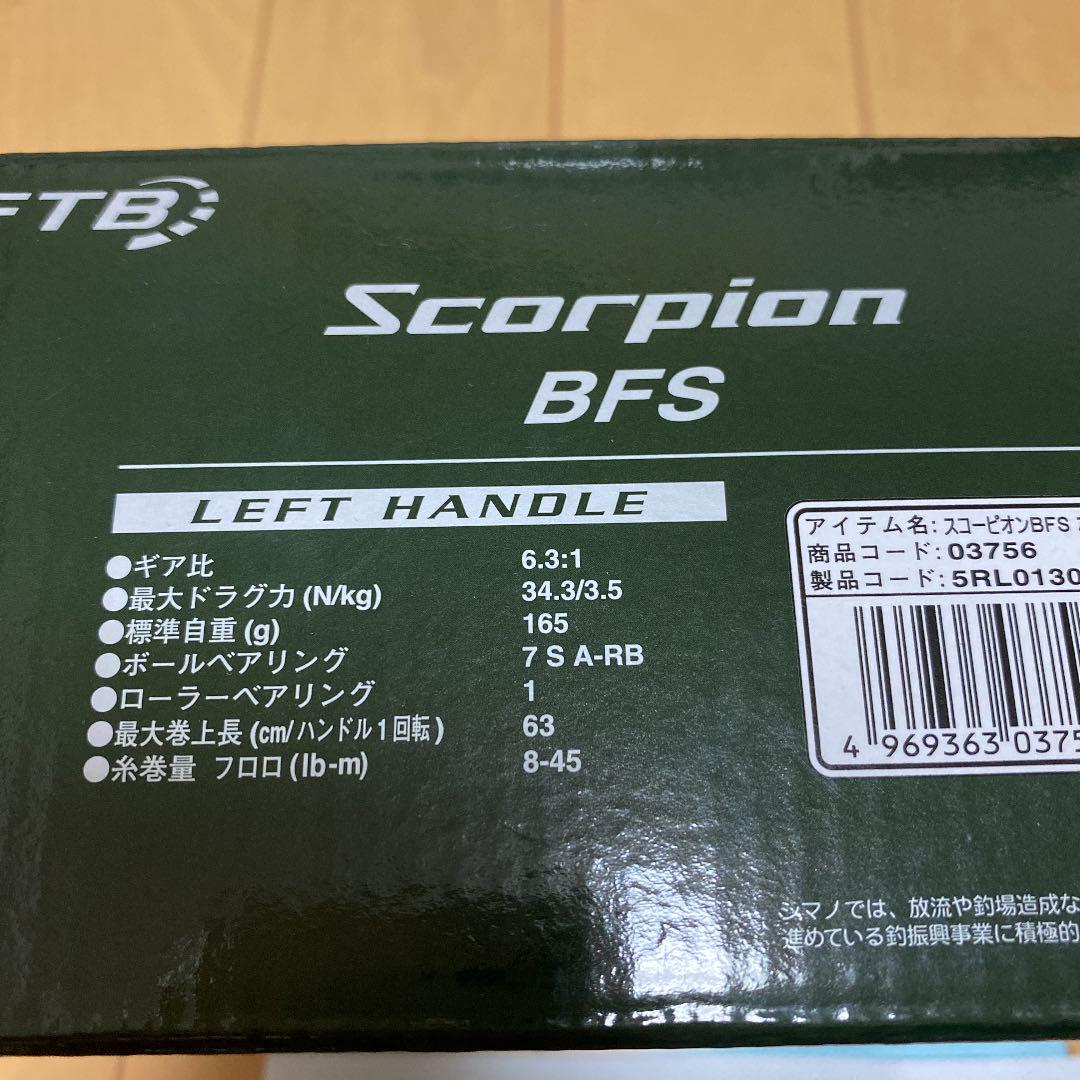 FTB
Scorpion
BFS
LEFT HANDLE
●ギア比 6.3:1
●最大ドラグ力 (N/kg) 34.3/3.5
●標準自重 (g) 165
●ボールベアリング 7 S A-RB
●ローラーベアリング 1
●最大巻上長 (cm/ハンドル1回転) 63
●糸巻量 フロロ (lb-m) 8-45
アイテム名: スコーピオンBFS
商品コード: 03756
製品コード: 5RL0130
4 969363 0375
シマノでは、放流や釣場造成な
進めている釣振興事業に積極的